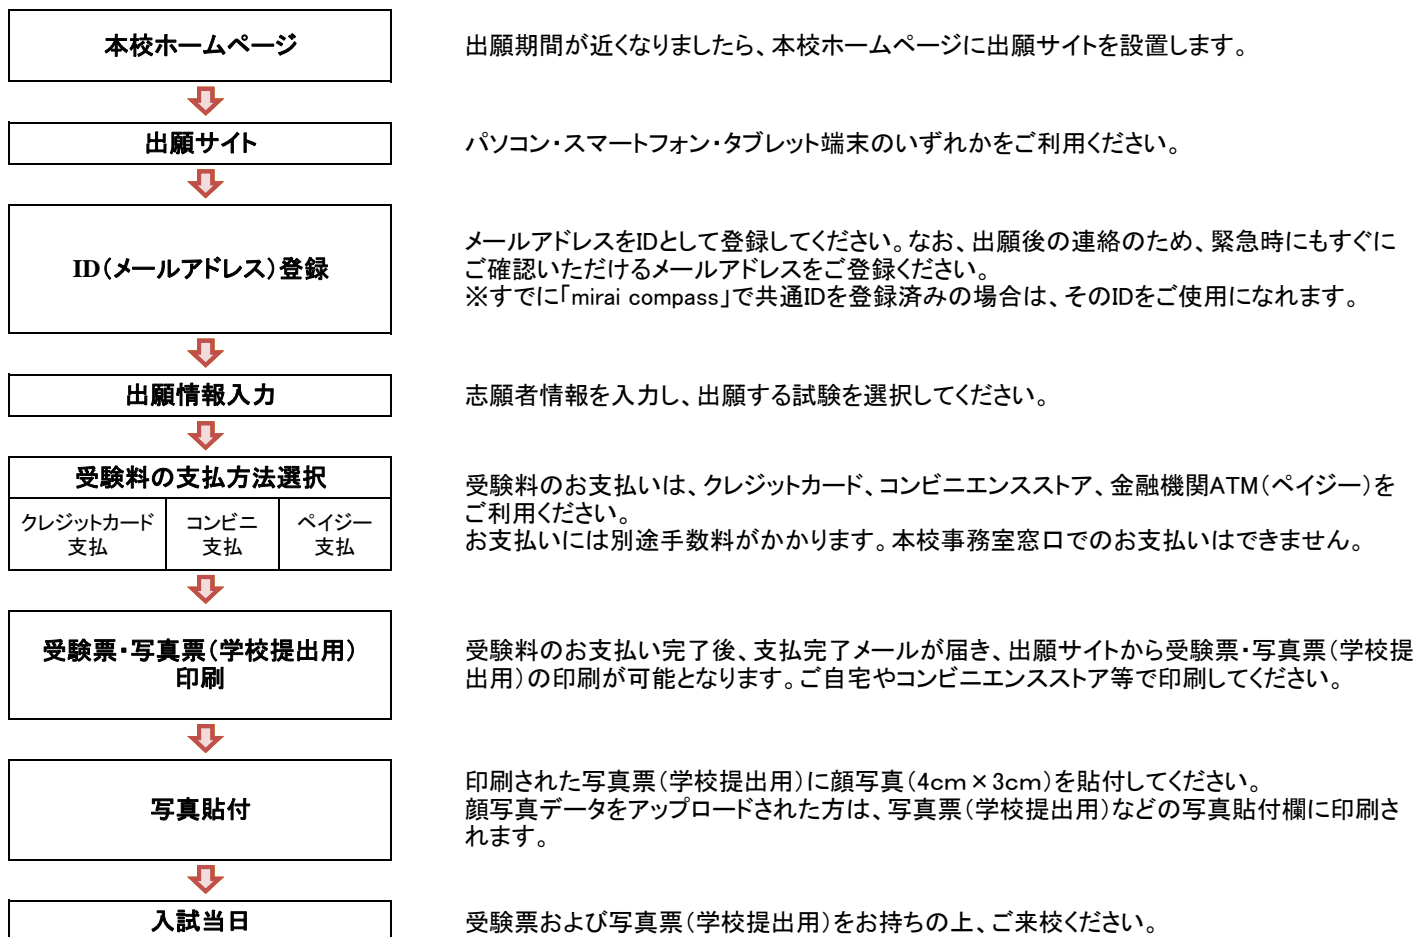 本校ホームページ
出願期間が近くなりましたら、本校ホームページに出願サイトを設置します。
出願サイト
パソコン・スマートフォン・タブレット端末のいずれかをご利用ください。
ID（メールアドレス）登録
メールアドレスをIDとして登録してください。なお、出願後の連絡のため、緊急時にもすぐに
ご確認いただけるメールアドレスをご登録ください。
※すでに「mirai compass」で共通IDを登録済みの場合は、そのIDをご使用になれます。
出願情報入力
志願者情報を入力し、出願する試験を選択してください。
受験料の支払方法選択
クレジットカード
支払
コンビニ
支払
ペイジー
支払
受験料のお支払いは、クレジットカード、コンビニエンスストア、金融機関ATM（ペイジー）を
ご利用ください。
お支払いには別途手数料がかかります。本校事務室窓口でのお支払いはできません。
受験票・写真票（学校提出用）
印刷
受験料のお支払い完了後、支払完了メールが届き、出願サイトから受験票・写真票（学校提
出用）の印刷が可能となります。ご自宅やコンビニエンスストア等で印刷してください。
写真貼付
印刷された写真票（学校提出用）に顔写真（4cm×3cm）を貼付してください。
顔写真データをアップロードされた方は、写真票（学校提出用）などの写真貼付欄に印刷さ
れます。
入試当日
受験票および写真票（学校提出用）をお持ちの上、ご来校ください。